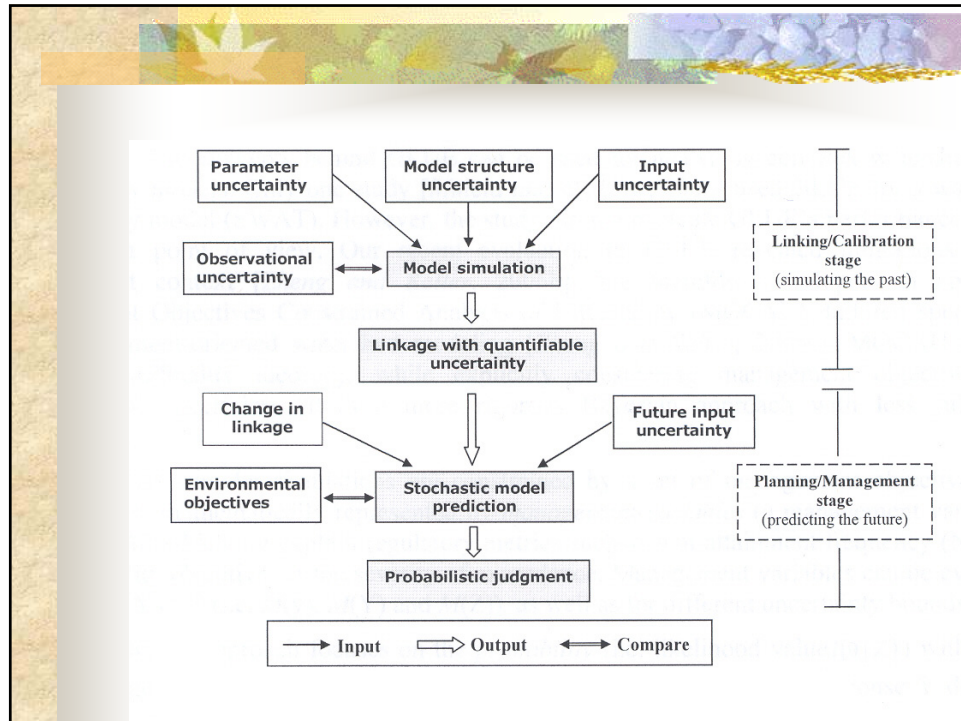 Parameter
uncertainty
Model structure
uncertainty
Input
uncertainty
Observational
uncertainty
Model simulation
Linking/Calibration
stage
(simulating the past)
Linkage with quantifiable
uncertainty
Change in
linkage
Future input
uncertainty
Environmental
objectives
Stochastic model
prediction
Planning/Management
stage
(predicting the future)
Probabilistic judgment
Input
Output
Compare